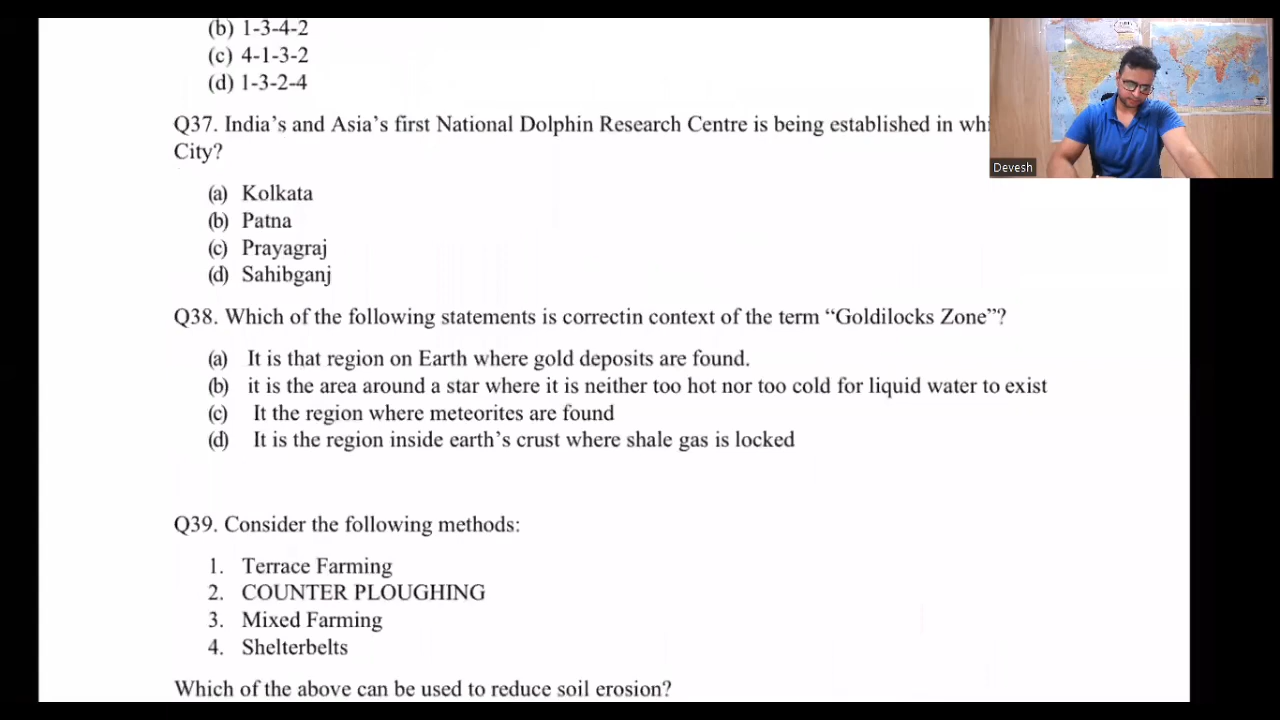 (b) 1-3-4-2
(c) 4-1-3-2
(d) 1-3-2-4
Q37. India's and Asia's first National Dolphin Research Centre is being established in whi
City?
(a) Kolkata
(b) Patna
(c) Prayagraj
(d) Sahibganj
Devesh
Q38. Which of the following statements is correctin context of the term “Goldilocks Zone”?
(a) It is that region on Earth where gold deposits are found.
(b) it is the area around a star where it is neither too hot nor too cold for liquid water to exist
(c) It the region where meteorites are found
(d) It is the region inside earth's crust where shale gas is locked
Q39. Consider the following methods:
1. Terrace Farming
2. COUNTER PLOUGHING
3. Mixed Farming
4. Shelterbelts
Which of the above can be used to reduce soil erosion?